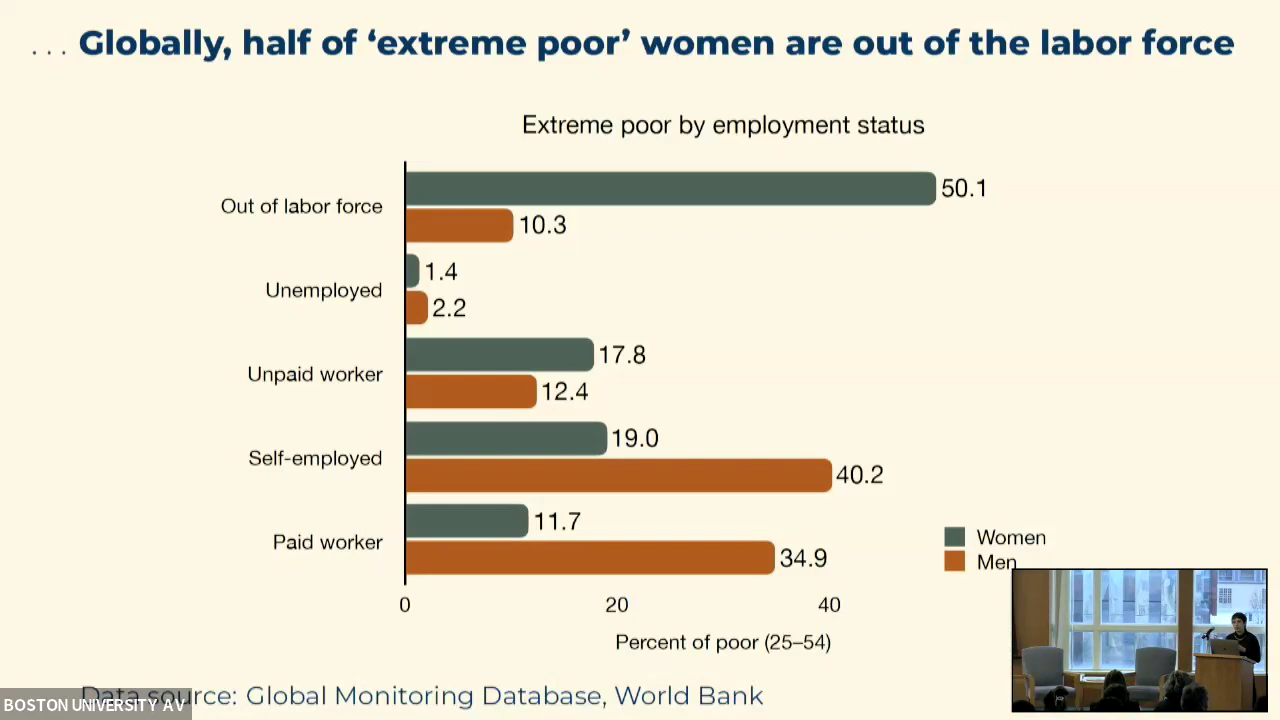 . . . Globally, half of ‘extreme poor’ women are out of the labor force
Extreme poor by employment status
Out of labor force
50.1
10.3
Unemployed
1.4
2.2
Unpaid worker
17.8
12.4
Self-employed
19.0
40.2
Paid worker
11.7
34.9
Women
Men
0 20 40
Percent of poor (25–54)
Data source: Global Monitoring Database, World Bank
BOSTON UNIVERSITY AV